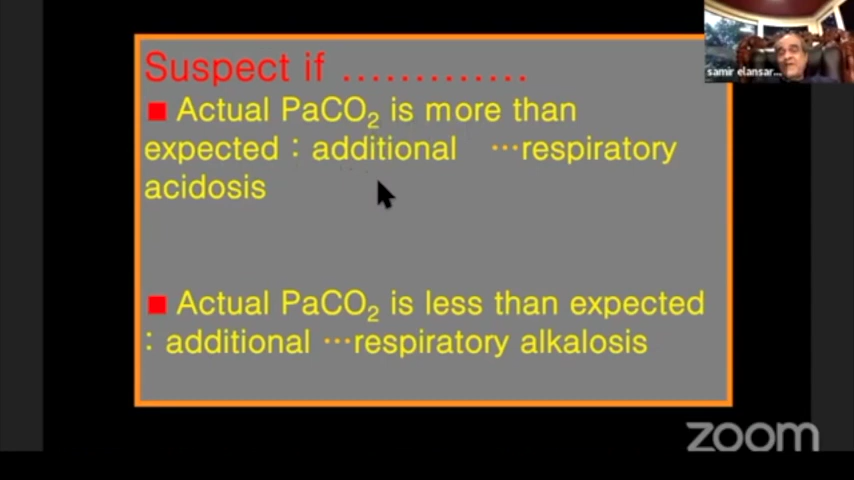 Suspect if .............
■ Actual PaCO₂ is more than
expected : additional ···respiratory
acidosis
■ Actual PaCO₂ is less than expected
: additional ···respiratory alkalosis
samir elansar...
zoom